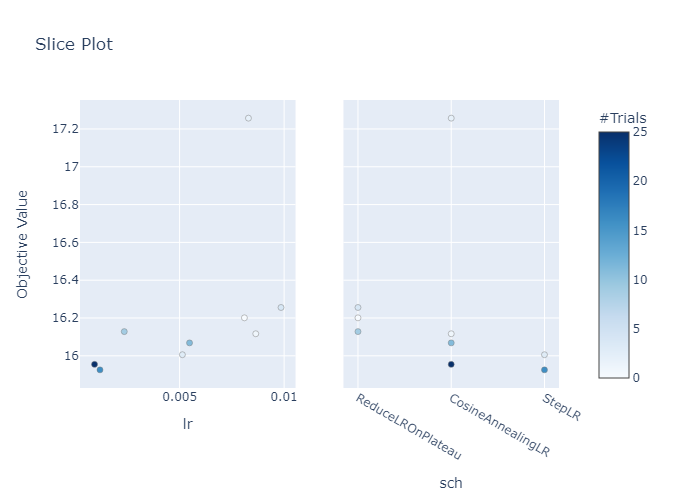 Slice Plot
#Trials
Objective Value
17.2
17
16.8
16.6
16.4
16.2
16
0.005
0.01
lr
ReduceLROnPlateau
CosineAnnealingLR
StepLR
sch
25
20
15
10
5
0